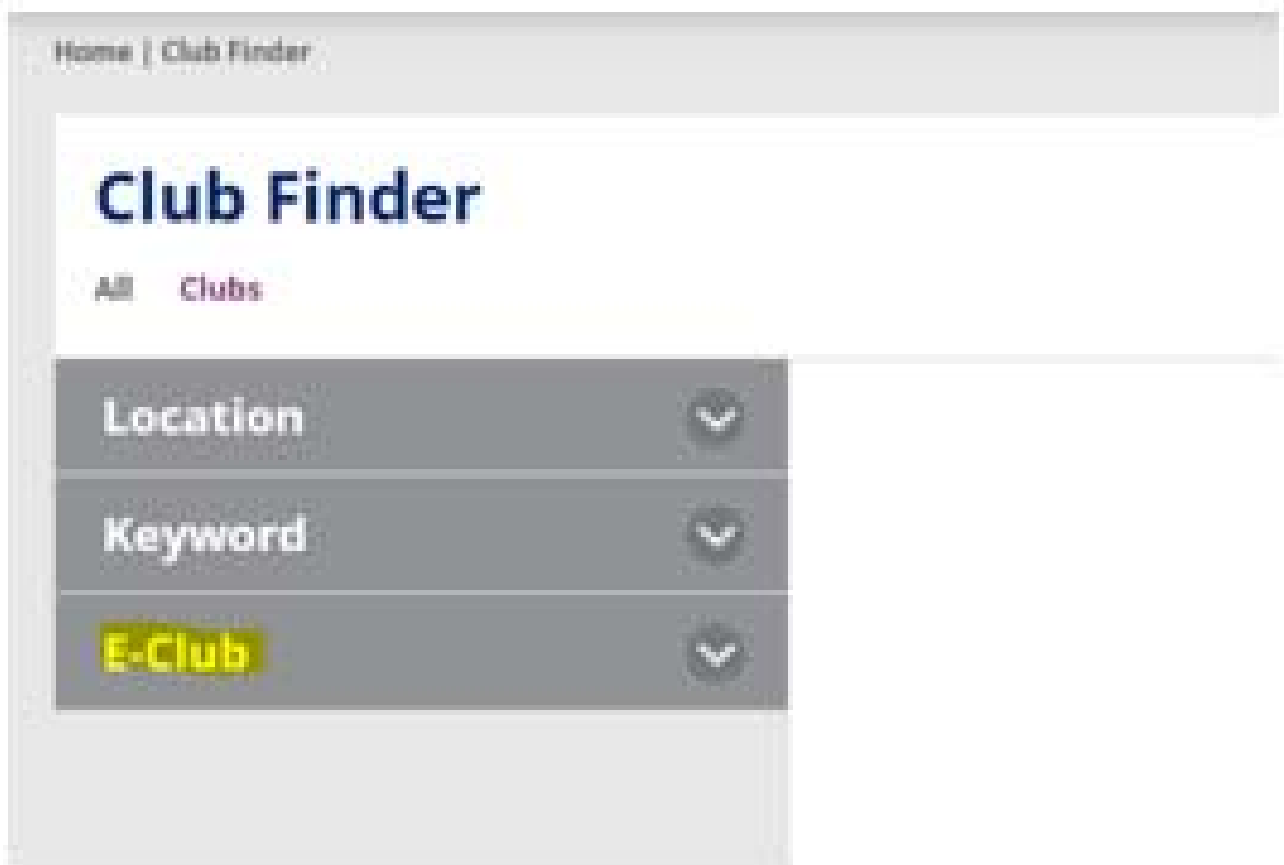 Home | Club Finder
Club Finder
All Clubs
Location
Keyword
E-Club